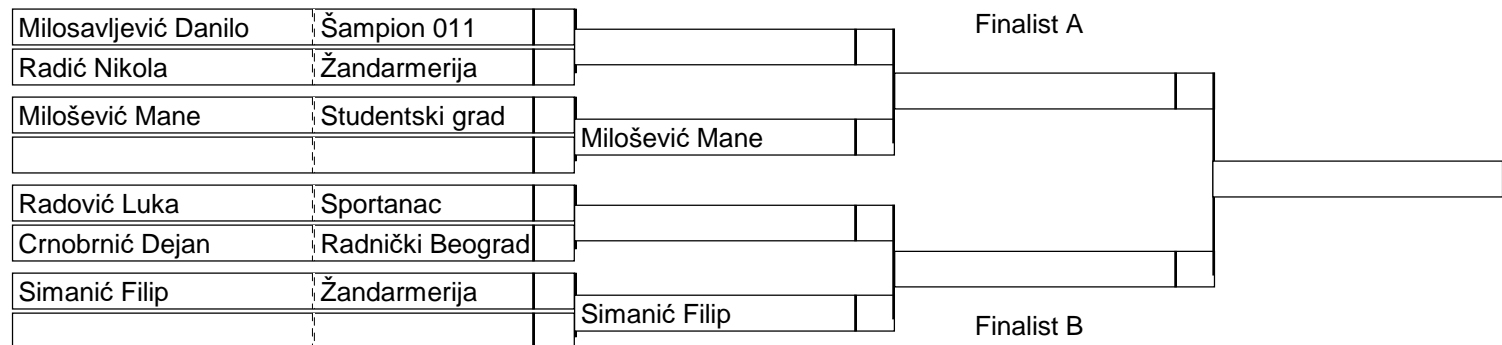 Finalist A
Milosavljević Danilo Šampion 011
Radić Nikola Žandarmerija
Milošević Mane Studentski grad
Milošević Mane
Radović Luka Sportanac
Crnobrnić Dejan Radnički Beograd
Simanić Filip Žandarmerija
Simanić Filip
Finalist B